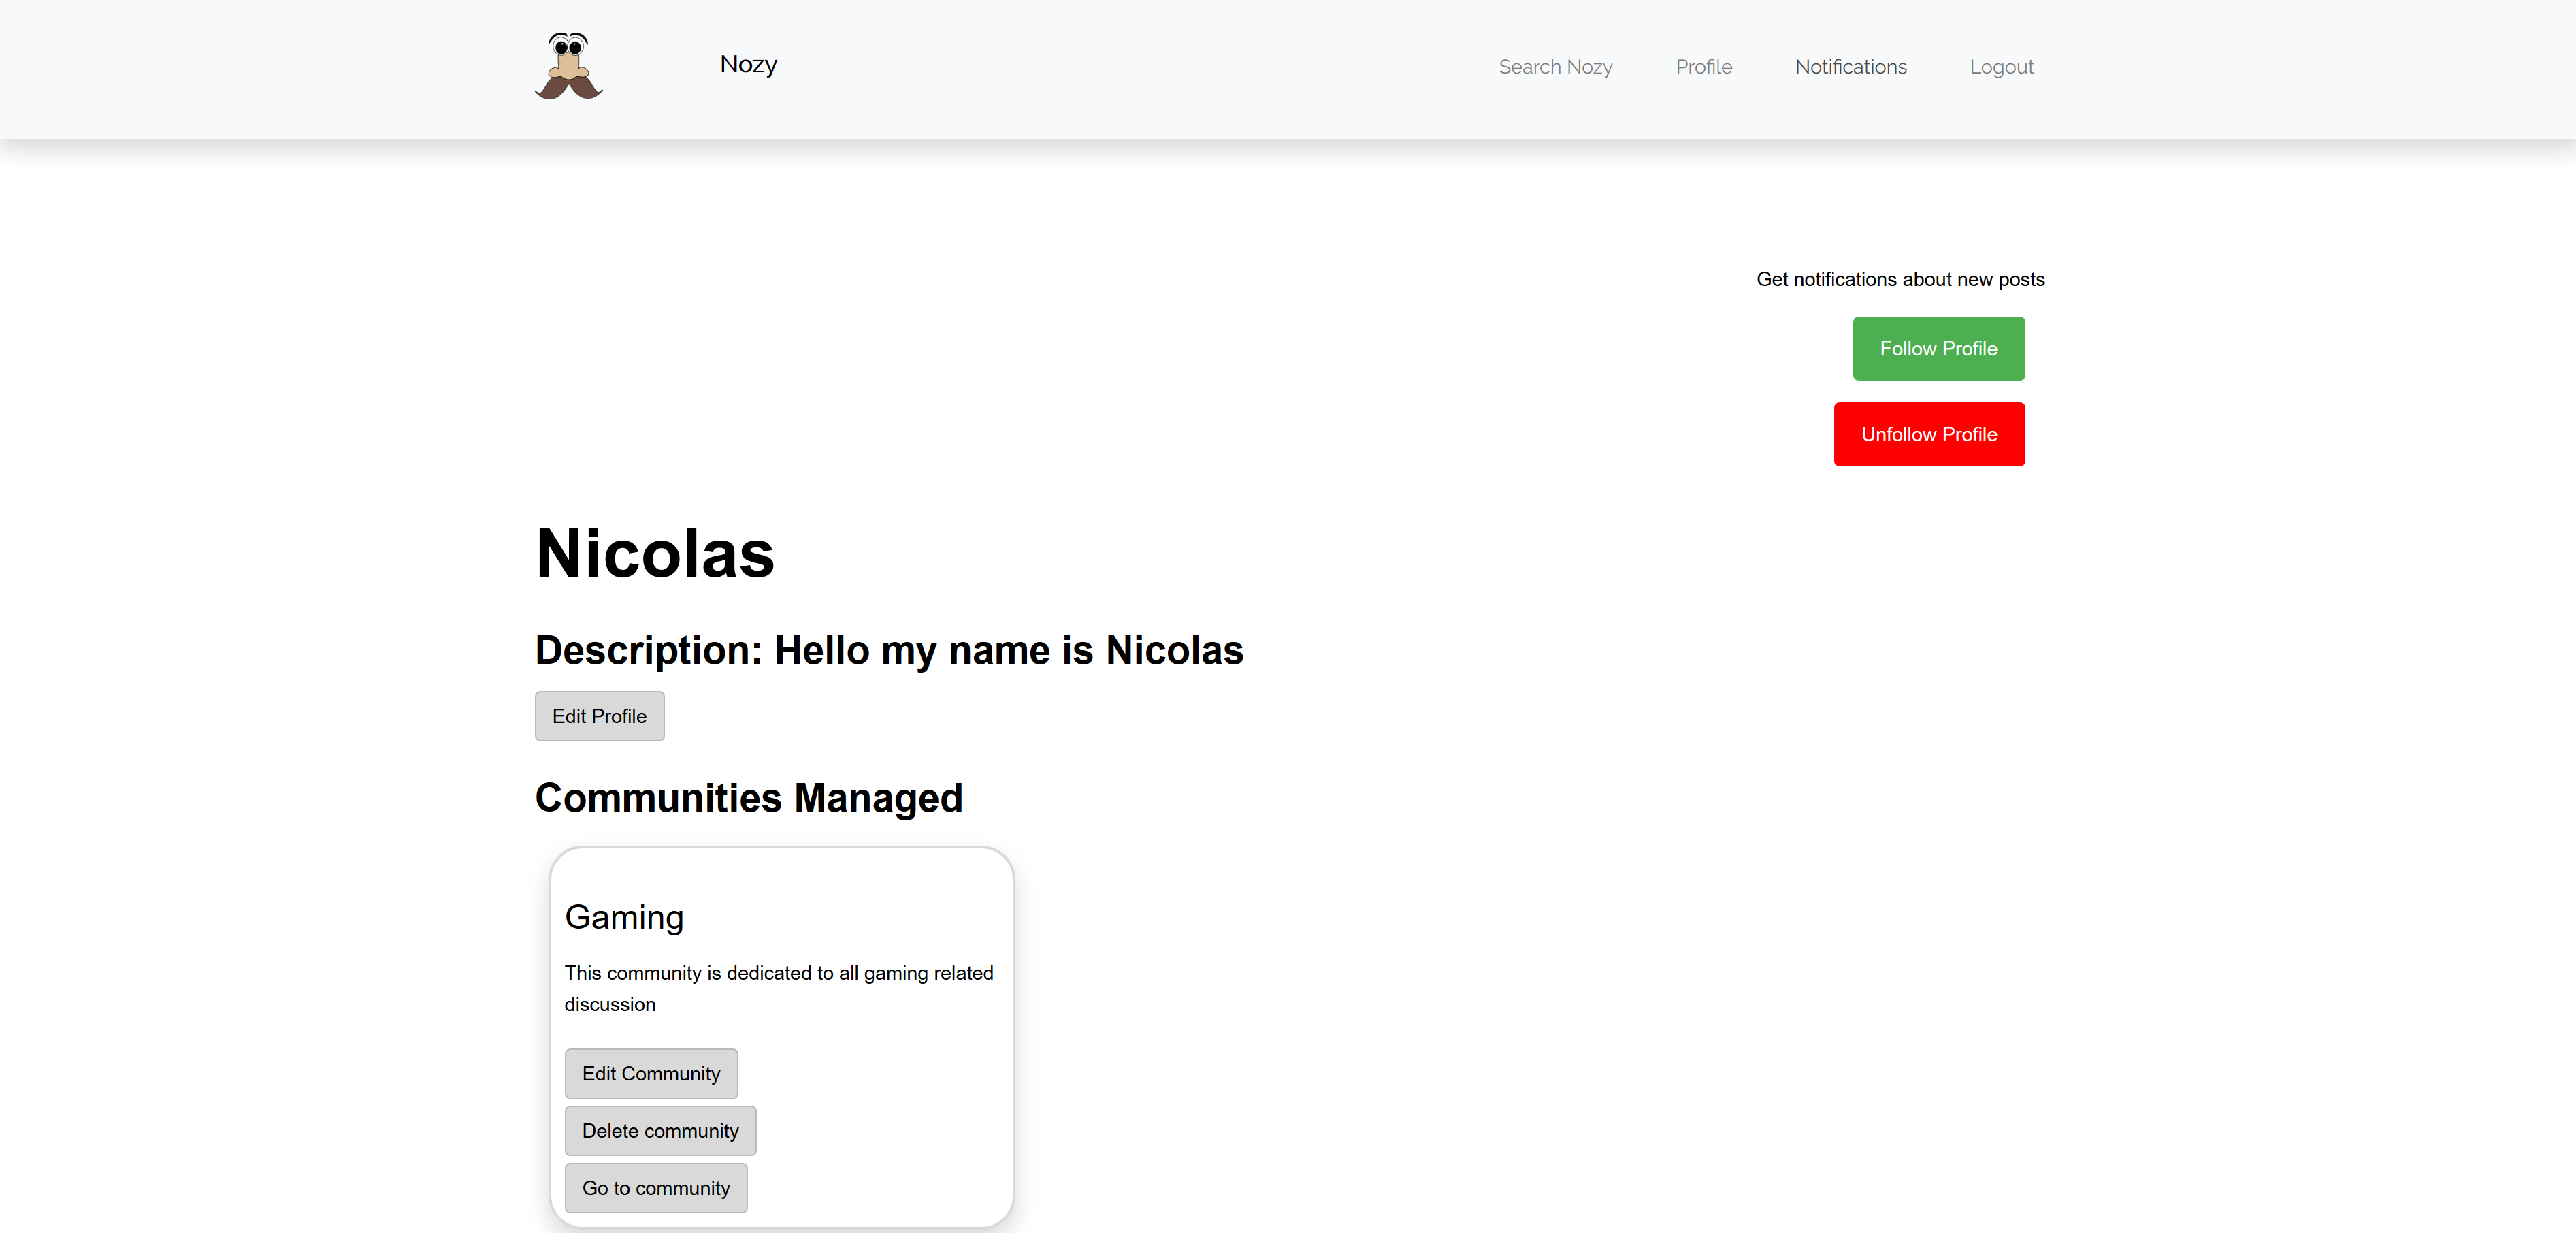 Nozy
Search Nozy
Profile
Notifications
Logout
Get notifications about new posts
Follow Profile
Unfollow Profile
Nicolas
Description: Hello my name is Nicolas
Edit Profile
Communities Managed
Gaming
This community is dedicated to all gaming related
discussion
Edit Community
Delete community
Go to community